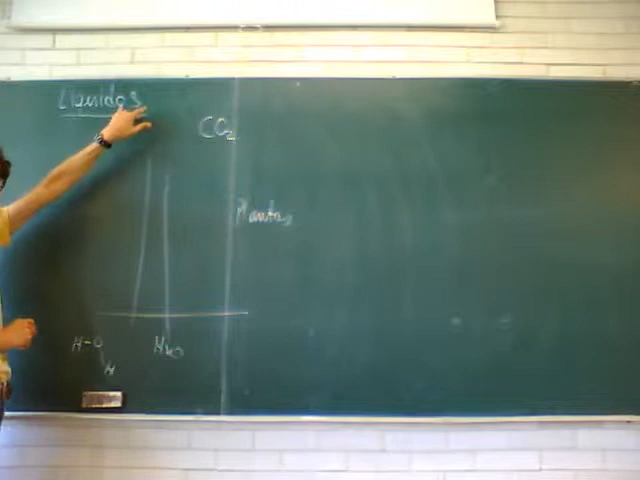 Líquidos
CO₂
Plantas
H-O
H
H₂O